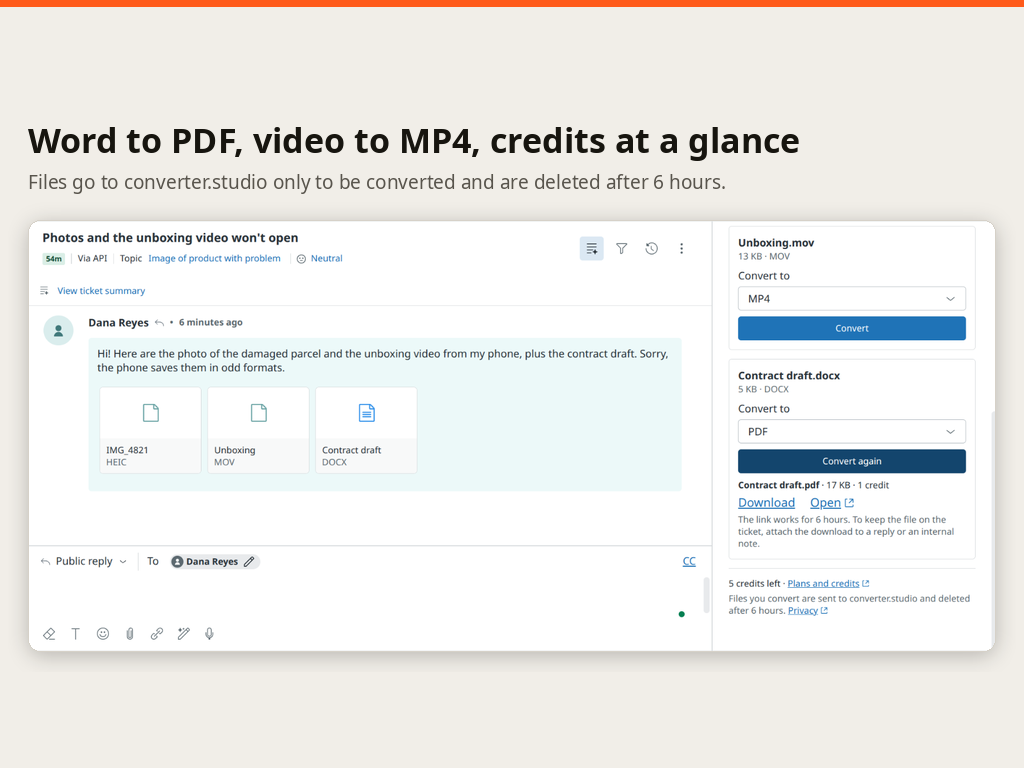 Word to PDF, video to MP4, credits at a glance
Files go to converter.studio only to be converted and are deleted after 6 hours.
Photos and the unboxing video won't open
54m Via API Topic Image of product with problem Neutral
View ticket summary
Dana Reyes • 6 minutes ago
Hi! Here are the photo of the damaged parcel and the unboxing video from my phone, plus the contract draft. Sorry,
the phone saves them in odd formats.
IMG_4821
HEIC
Unboxing
MOV
Contract draft
DOCX
Public reply To Dana Reyes CC
Unboxing.mov
13 KB · MOV
Convert to
MP4
Convert
Contract draft.docx
5 KB · DOCX
Convert to
PDF
Convert again
Contract draft.pdf · 17 KB · 1 credit
Download Open
The link works for 6 hours. To keep the file on the
ticket, attach the download to a reply or an internal
note.
5 credits left · Plans and credits
Files you convert are sent to converter.studio and deleted
after 6 hours. Privacy